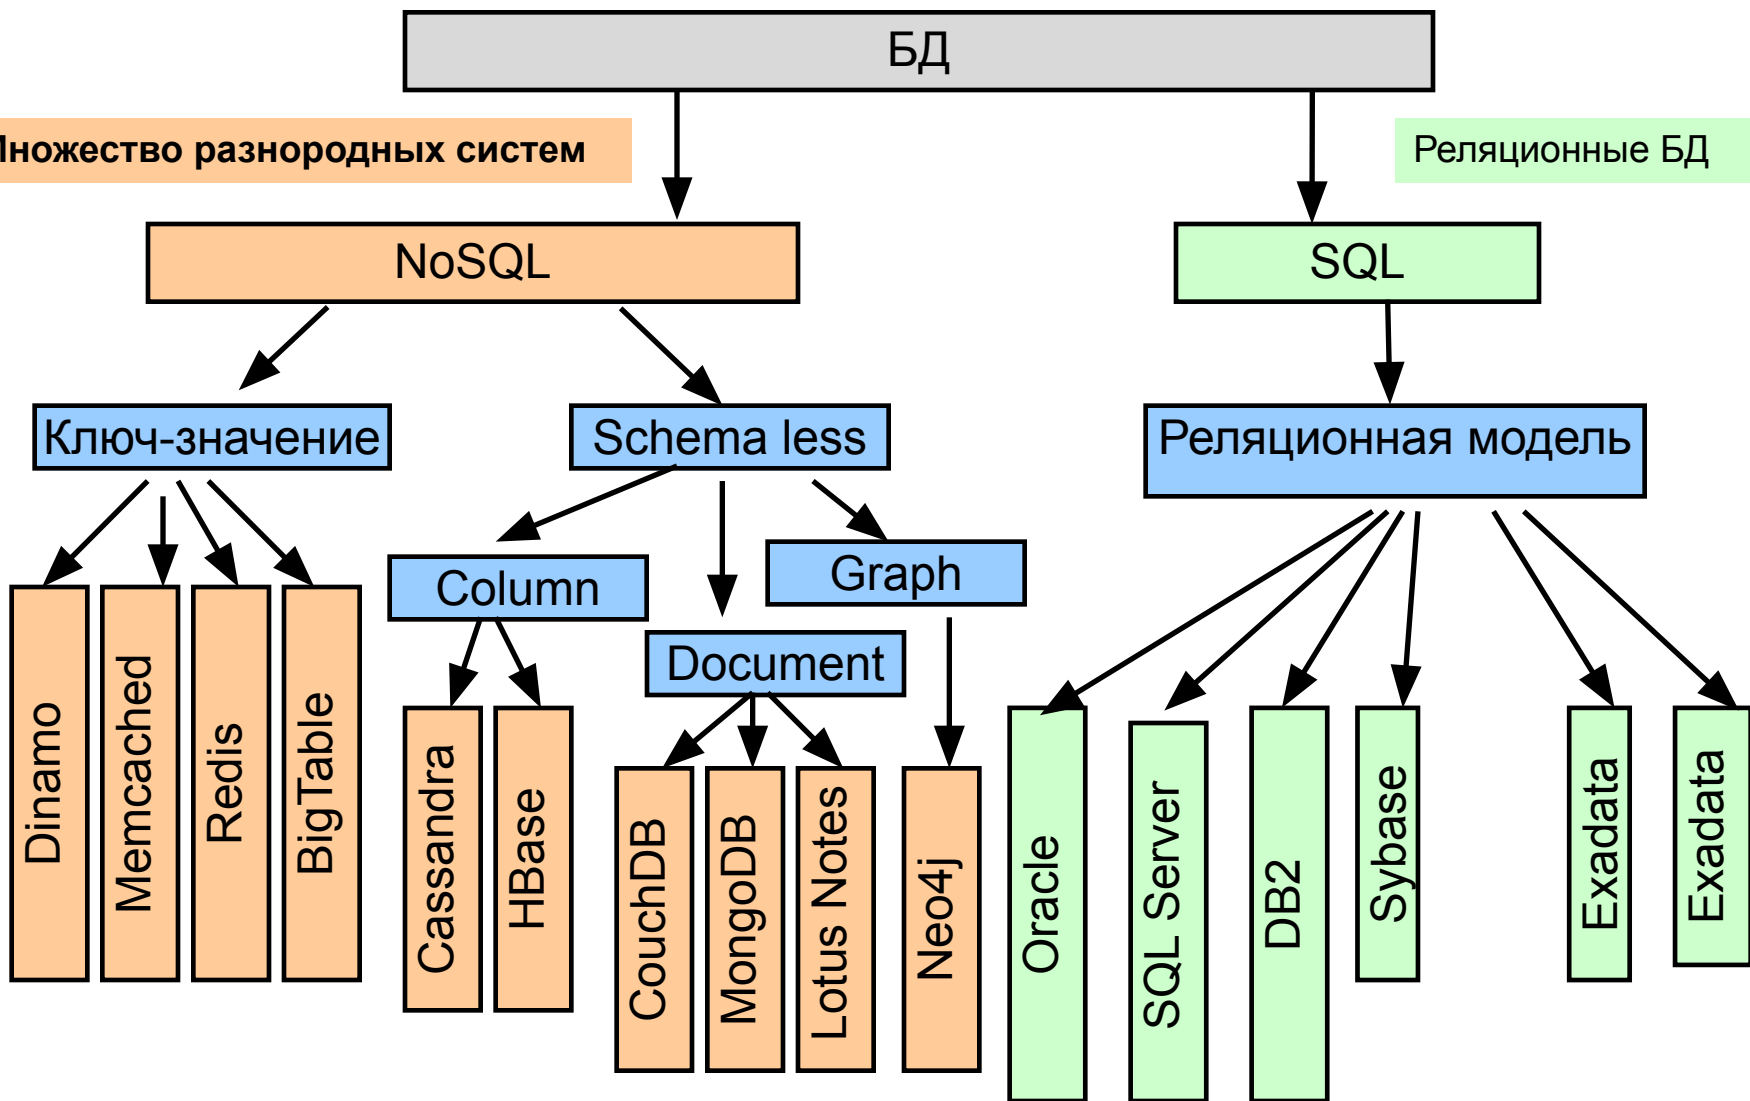 БД
Множество разнородных систем
Реляционные БД
NoSQL
SQL
Ключ-значение
Schema less
Реляционная модель
Column
Graph
Document
Dinamo
Memcached
Redis
BigTable
Cassandra
HBase
CouchDB
MongoDB
Lotus Notes
Neo4j
Oracle
SQL Server
DB2
Sybase
Exadata
Exadata